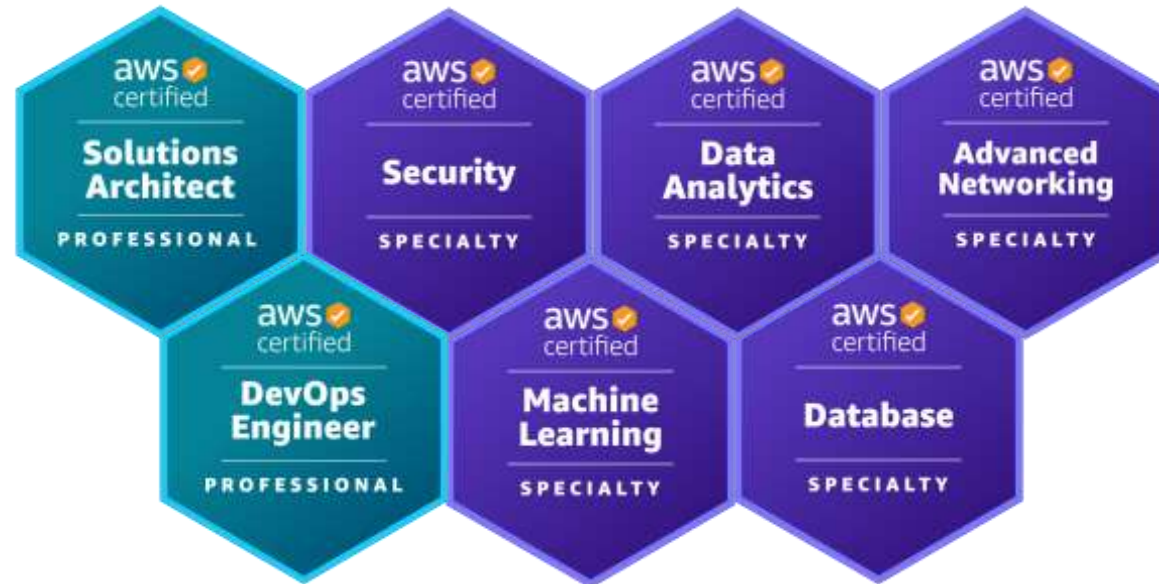 aws
certified
Solutions
Architect
PROFESSIONAL
aws
certified
Security
SPECIALTY
aws
certified
Data
Analytics
SPECIALTY
aws
certified
Advanced
Networking
SPECIALTY
aws
certified
DevOps
Engineer
PROFESSIONAL
aws
certified
Machine
Learning
SPECIALTY
aws
certified
Database
SPECIALTY